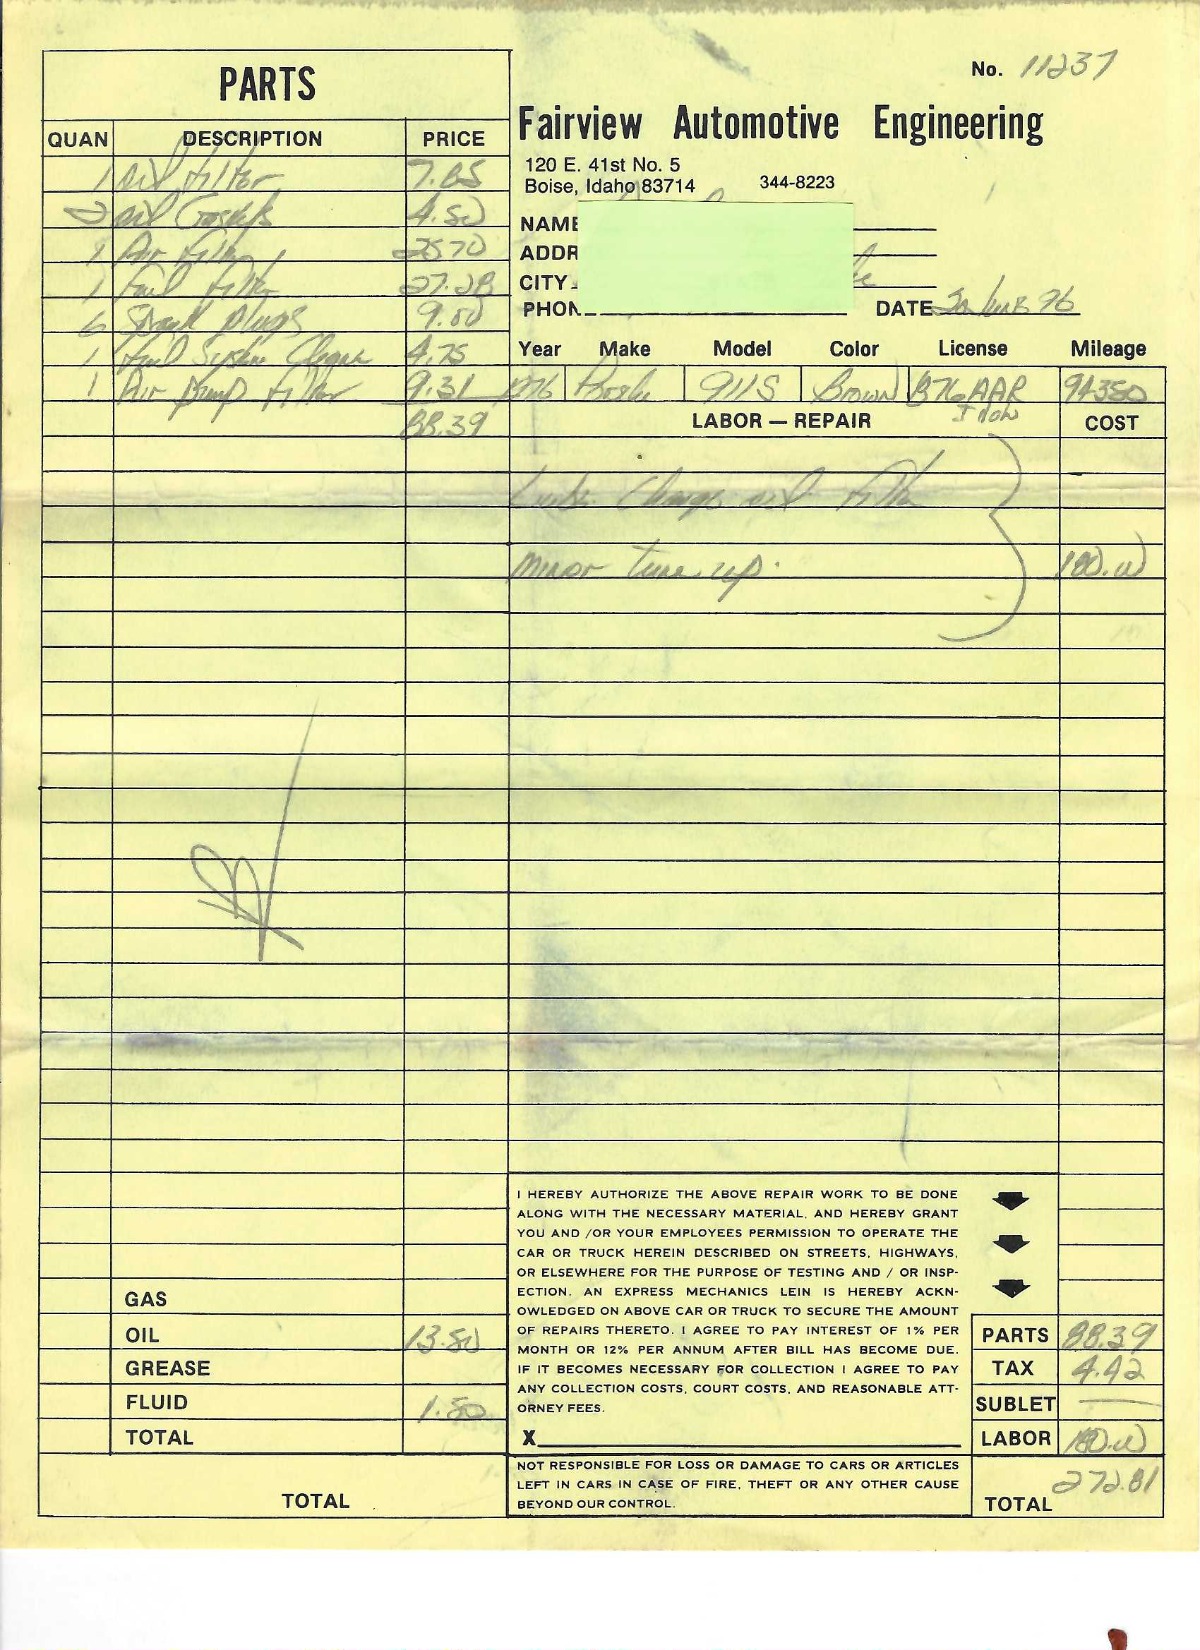 PARTS
No. 11237
Fairview Automotive Engineering
120 E. 41st No. 5
Boise, Idaho 83714 344-8223
QUAN DESCRIPTION PRICE
1 oil filter 7.85
2 oil Gaskets 4.50
1 Air filter 25.70
1 Fuel filter 27.28
6 Spark plugs 9.00
1 Fuel System Cleaner 4.75
1 Air pump filter 9.31
88.39
NAME
ADDR
CITY
PHON
DATE 96
Year Make Model Color License Mileage
1976 Porsche 911S Brown B76AAR 94350
LABOR — REPAIR COST
Lube. Change oil filter
minor tune up. 180.00
GAS
OIL 13.80
GREASE
FLUID 1.50
TOTAL
TOTAL
I HEREBY AUTHORIZE THE ABOVE REPAIR WORK TO BE DONE
ALONG WITH THE NECESSARY MATERIAL, AND HEREBY GRANT
YOU AND /OR YOUR EMPLOYEES PERMISSION TO OPERATE THE
CAR OR TRUCK HEREIN DESCRIBED ON STREETS, HIGHWAYS,
OR ELSEWHERE FOR THE PURPOSE OF TESTING AND / OR INSP-
ECTION. AN EXPRESS MECHANICS LEIN IS HEREBY ACKN-
OWLEDGED ON ABOVE CAR OR TRUCK TO SECURE THE AMOUNT
OF REPAIRS THERETO. I AGREE TO PAY INTEREST OF 1% PER
MONTH OR 12% PER ANNUM AFTER BILL HAS BECOME DUE.
IF IT BECOMES NECESSARY FOR COLLECTION I AGREE TO PAY
ANY COLLECTION COSTS, COURT COSTS, AND REASONABLE ATT-
ORNEY FEES.
X
NOT RESPONSIBLE FOR LOSS OR DAMAGE TO CARS OR ARTICLES
LEFT IN CARS IN CASE OF FIRE, THEFT OR ANY OTHER CAUSE
BEYOND OUR CONTROL.
PARTS 88.39
TAX 4.42
SUBLET —
LABOR 180.00
TOTAL 272.81